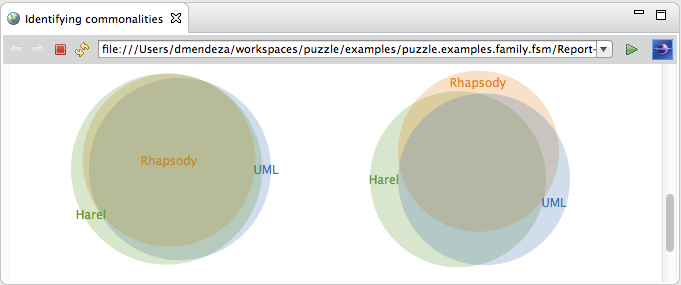 Identifying commonalities
file:///Users/dmendeza/workspaces/puzzle/examples/puzzle.examples.family.fsm/Report-
Rhapsody
UML
Harel
Rhapsody
Harel
UML